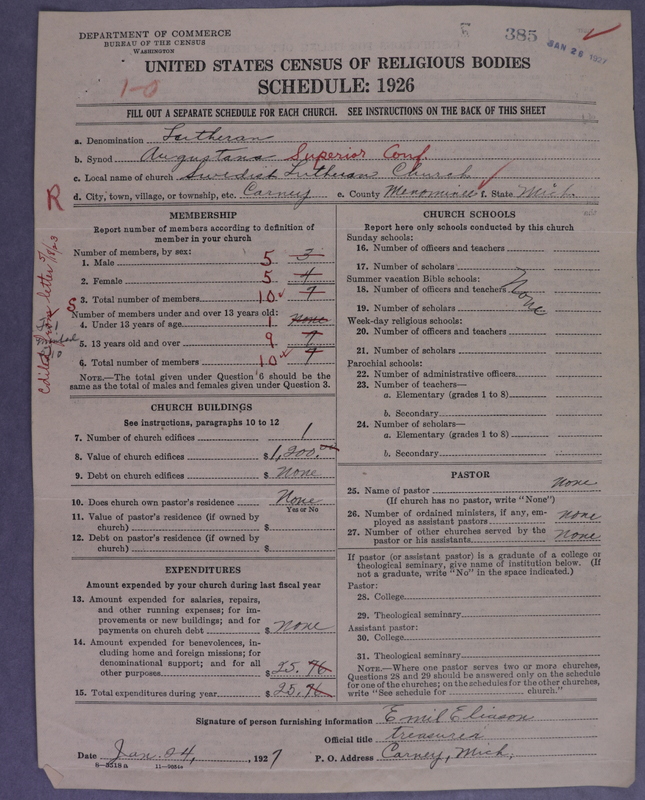 DEPARTMENT OF COMMERCE
BUREAU OF THE CENSUS
WASHINGTON
385
JAN 26 1927
1-0
UNITED STATES CENSUS OF RELIGIOUS BODIES
SCHEDULE: 1926
FILL OUT A SEPARATE SCHEDULE FOR EACH CHURCH. SEE INSTRUCTIONS ON THE BACK OF THIS SHEET
a. Denomination Lutheran
b. Synod Augustana Superior Conf.
c. Local name of church Swedish Lutheran Church
d. City, town, village, or township, etc. Carney e. County Menominee f. State Mich.
R
MEMBERSHIP
Report number of members according to definition of
member in your church
Number of members, by sex:
1. Male 5 3
2. Female 5 4
3. Total number of members 10 7
Number of members under and over 13 years old:
4. Under 13 years of age 1 None
5. 13 years old and over 9 7
6. Total number of members 10 7
NOTE.—The total given under Question 6 should be the
same as the total of males and females given under Question 3.
CHURCH BUILDINGS
See instructions, paragraphs 10 to 12
7. Number of church edifices 1
8. Value of church edifices $1,200.00
9. Debt on church edifices $ None
10. Does church own pastor's residence None
Yes or No
11. Value of pastor's residence (if owned by
church) $
12. Debt on pastor's residence (if owned by
church) $
EXPENDITURES
Amount expended by your church during last fiscal year
13. Amount expended for salaries, repairs,
and other running expenses; for im-
provements or new buildings; and for
payments on church debt $ None
14. Amount expended for benevolences, in-
cluding home and foreign missions; for
denominational support; and for all
other purposes $25.76
15. Total expenditures during year $25.76
CHURCH SCHOOLS
Report here only schools conducted by this church
Sunday schools:
16. Number of officers and teachers
17. Number of scholars
Summer vacation Bible schools:
18. Number of officers and teachers
None
19. Number of scholars
Week-day religious schools:
20. Number of officers and teachers
21. Number of scholars
Parochial schools:
22. Number of administrative officers
23. Number of teachers—
a. Elementary (grades 1 to 8)
b. Secondary
24. Number of scholars—
a. Elementary (grades 1 to 8)
b. Secondary
PASTOR
25. Name of pastor None
(If church has no pastor, write "None")
26. Number of ordained ministers, if any, em-
ployed as assistant pastors None
27. Number of other churches served by the
pastor or his assistants None
If pastor (or assistant pastor) is a graduate of a college or
theological seminary, give name of institution below. (If
not a graduate, write "No" in the space indicated.)
Pastor:
28. College
29. Theological seminary
Assistant pastor:
30. College
31. Theological seminary
NOTE.—Where one pastor serves two or more churches,
Questions 28 and 29 should be answered only on the schedule
for one of the churches; on the schedules for the other churches,
write "See schedule for church."
Signature of person furnishing information Emil Eliason
Official title treasurer
Date Jan. 24, 1927 P. O. Address Carney, Mich.
8-5518a 11-9684a